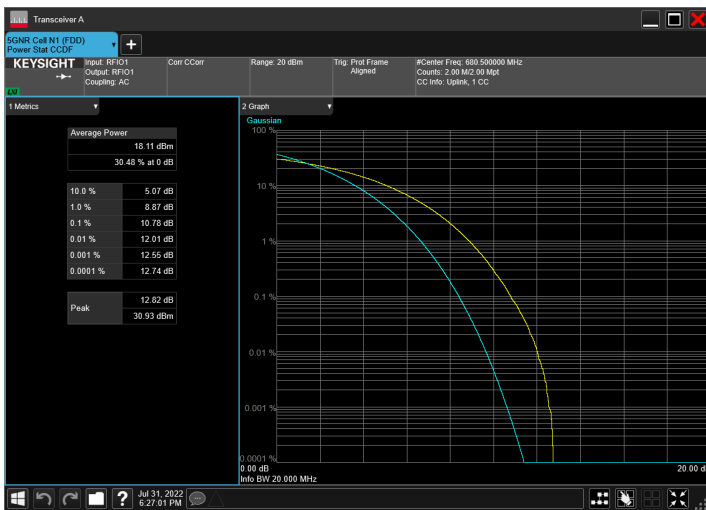 Transceiver A
5GNR Cell N1 (FDD)
Power Stat CCDF
+
KEYSIGHT
LXI
Input: RFIO1
Output: RFIO1
Coupling: AC
Corr CCorr
Range: 20 dBm
Trig: Prot Frame
Aligned
#Center Freq: 680.500000 MHz
Counts: 2.00 M/2.00 Mpt
CC Info: Uplink, 1 CC
1 Metrics
Average Power
18.11 dBm
30.48 % at 0 dB
10.0 % 5.07 dB
1.0 % 8.87 dB
0.1 % 10.78 dB
0.01 % 12.01 dB
0.001 % 12.55 dB
0.0001 % 12.74 dB
Peak
12.82 dB
30.93 dBm
2 Graph
Gaussian
100 %
10 %
1 %
0.1 %
0.01 %
0.001 %
0.0001 %
0.00 dB
20.00 d
Info BW 20.000 MHz
?
Jul 31, 2022
6:27:01 PM